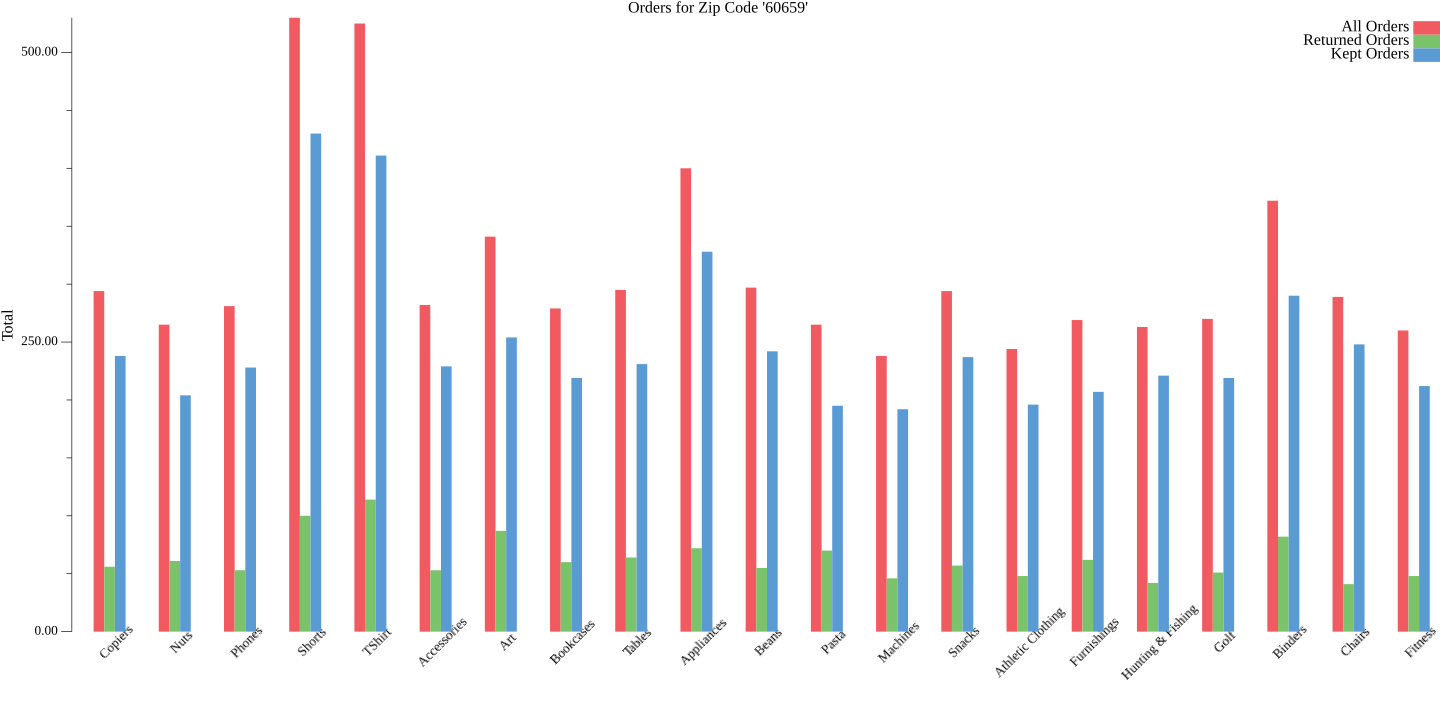 Orders for Zip Code '60659'
All Orders
Returned Orders
Kept Orders
500.00
250.00
0.00
Total
Copiers
Nuts
Phones
Shorts
TShirt
Accessories
Art
Bookcases
Tables
Appliances
Beans
Pasta
Machines
Snacks
Athletic Clothing
Furnishings
Hunting & Fishing
Golf
Binders
Chairs
Fitness